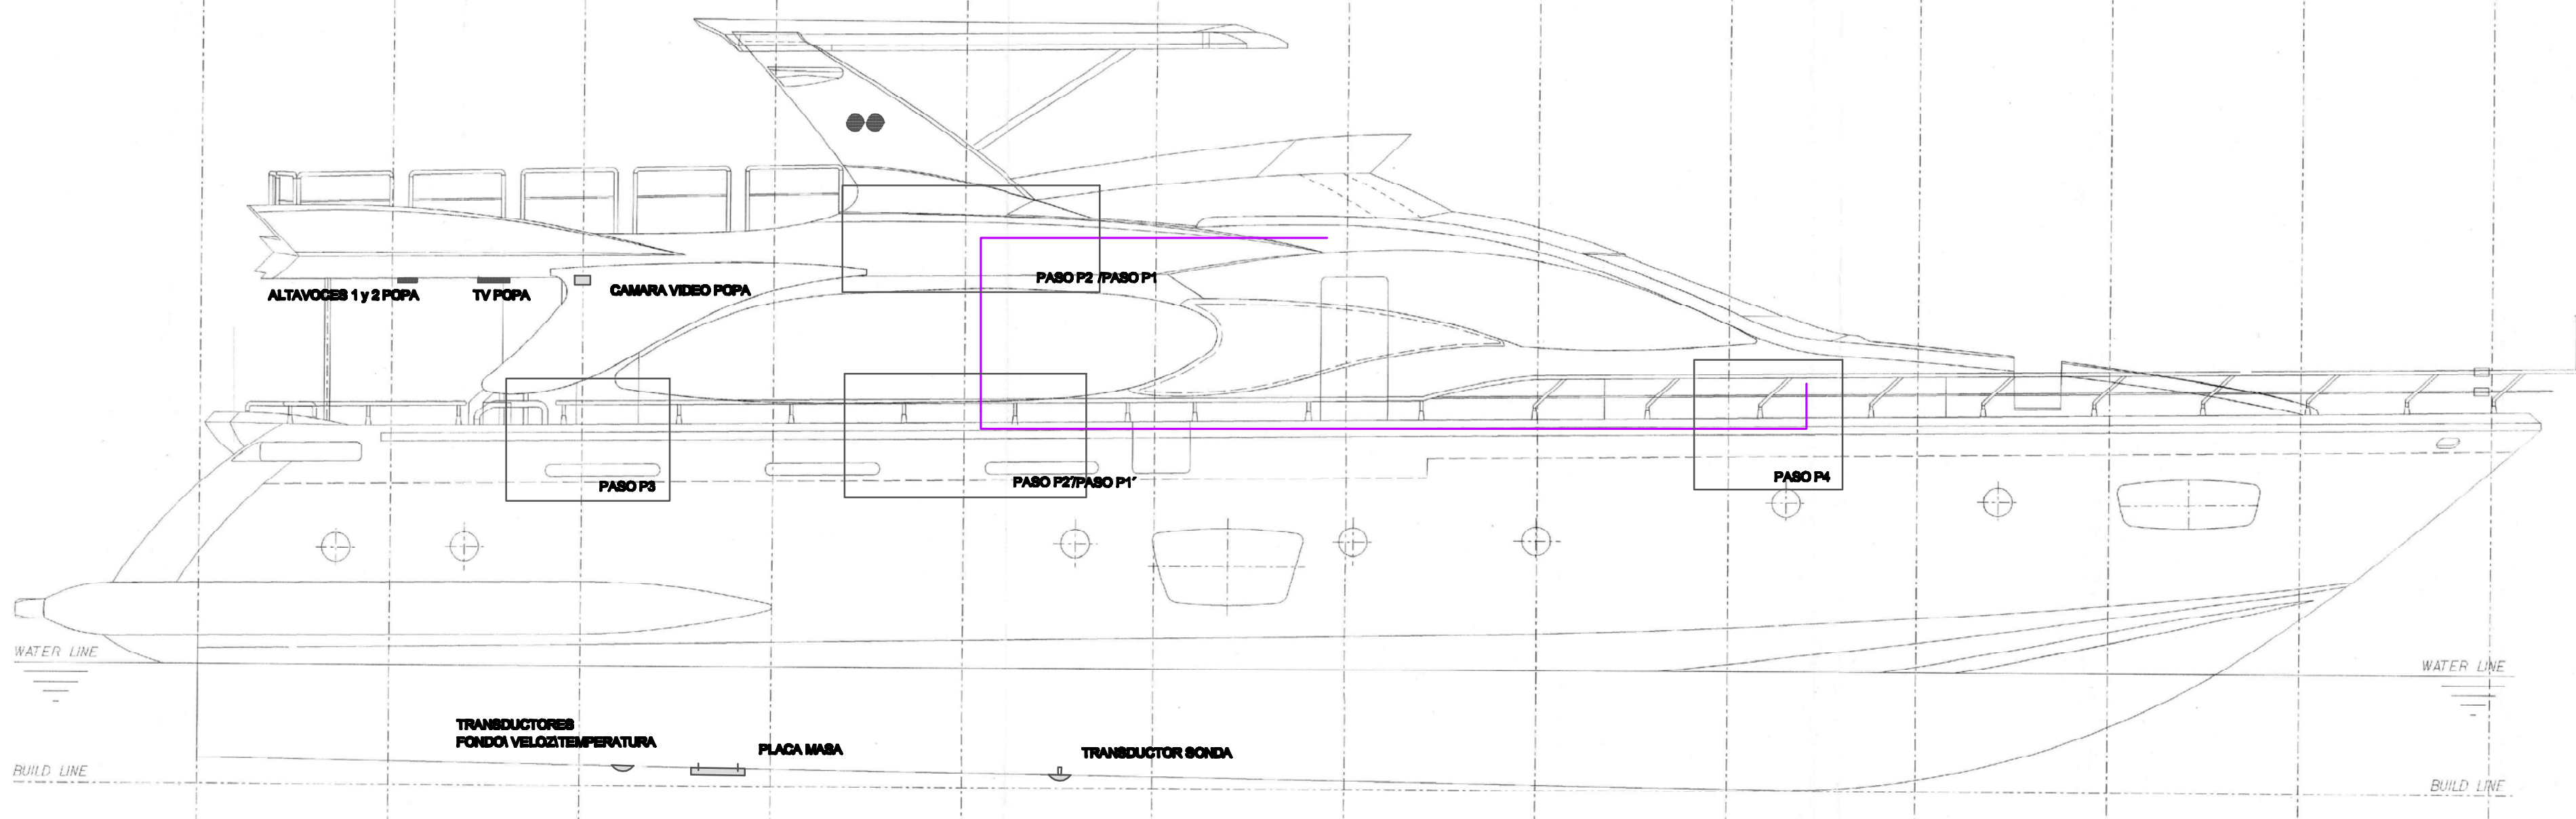 PASO P2 /PASO P1
ALTAVOCES 1 y 2 POPA
TV POPA
CAMARA VIDEO POPA
PASO P3
PASO P2´/PASO P1´
PASO P4
WATER LINE
WATER LINE
TRANSDUCTORES
FONDO\ VELOZ\TEMPERATURA
PLACA MASA
TRANSDUCTOR SONDA
BUILD LINE
BUILD LINE